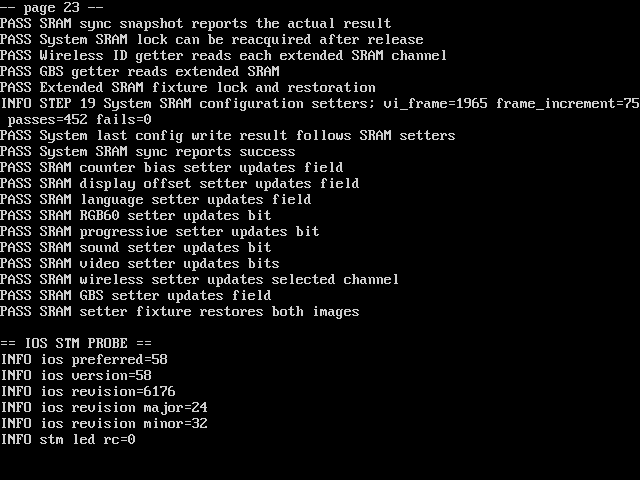 -- page 23 --
PASS SRAM sync snapshot reports the actual result
PASS System SRAM lock can be reacquired after release
PASS Wireless ID getter reads each extended SRAM channel
PASS GBS getter reads extended SRAM
PASS Extended SRAM fixture lock and restoration
INFO STEP 19 System SRAM configuration setters; vi_frame=1965 frame_increment=75
 passes=452 fails=0
PASS System last config write result follows SRAM setters
PASS System SRAM sync reports success
PASS SRAM counter bias setter updates field
PASS SRAM display offset setter updates field
PASS SRAM language setter updates field
PASS SRAM RGB60 setter updates bit
PASS SRAM progressive setter updates bit
PASS SRAM sound setter updates bit
PASS SRAM video setter updates bits
PASS SRAM wireless setter updates selected channel
PASS SRAM GBS setter updates field
PASS SRAM setter fixture restores both images

== IOS STM PROBE ==
INFO ios preferred=58
INFO ios version=58
INFO ios revision=6176
INFO ios revision major=24
INFO ios revision minor=32
INFO stm led rc=0